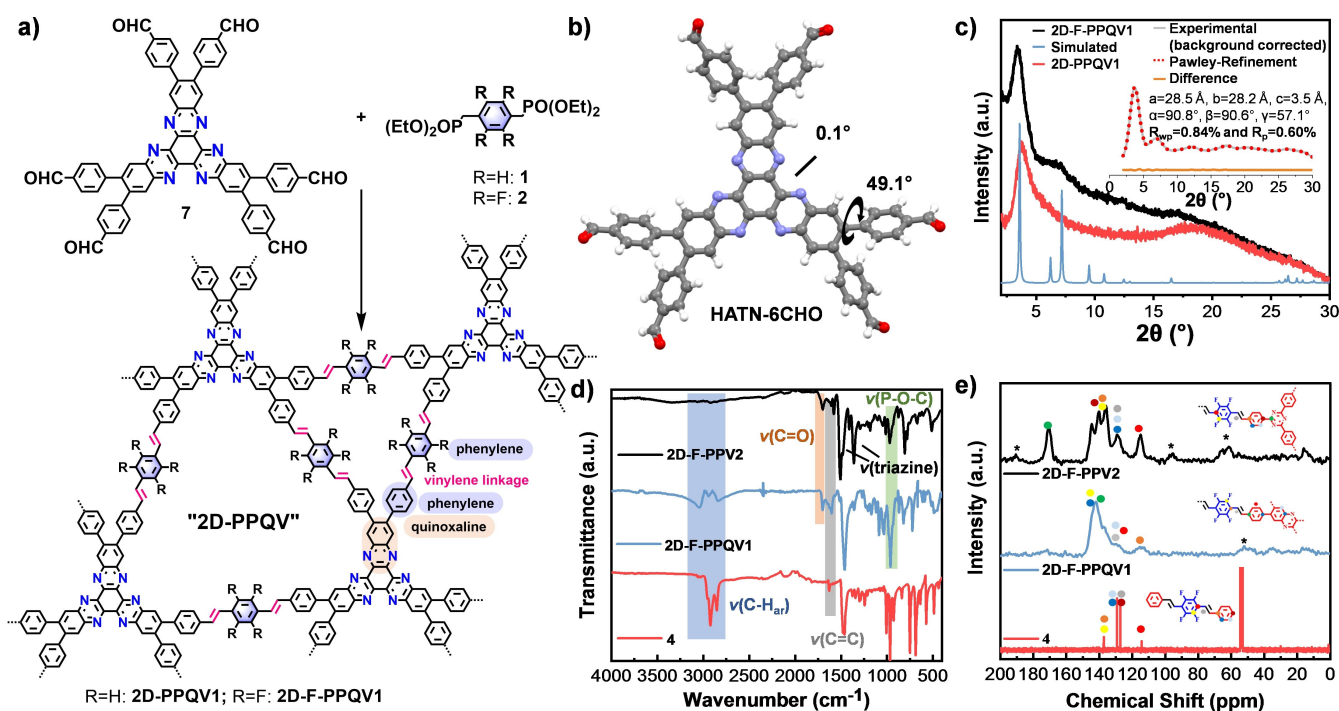 a)
CHO
CHO
OHC
CHO
N
N
N
N
N
N
OHC
CHO
7
+
R
R
(EtO)₂OP
PO(OEt)₂
R
R
R=H: 1
R=F: 2
N
N
N
N
N
N
N
N
N
N
N
N
R
R
R
R
R
R
R
R
R
R
R
R
phenylene
vinylene linkage
phenylene
quinoxaline
"2D-PPQV"
N
N
N
N
N
N
N
N
N
N
N
N
R
R
R
R
R=H: 2D-PPQV1; R=F: 2D-F-PPQV1
b)
0.1°
49.1°
HATN-6CHO
c)
2D-F-PPQV1
Simulated
2D-PPQV1
Experimental
(background corrected)
Pawley-Refinement
Difference
a=28.5 Å, b=28.2 Å, c=3.5 Å,
α=90.8°, β=90.6°, γ=57.1°
Rwp=0.84% and Rp=0.60%
0 5 10 15 20 25 30
2θ (°)
Intensity (a.u.)
5 10 15 20 25 30
2θ (°)
d)
ν(P-O-C)
ν(C=O)
2D-F-PPV2
ν(triazine)
2D-F-PPQV1
ν(C-Har)
ν(C=C)
4
Transmittance (a.u.)
4000 3500 3000 2500 2000 1500 1000 500
Wavenumber (cm⁻¹)
e)
*
*
*
2D-F-PPV2
*
2D-F-PPQV1
4
Intensity (a.u.)
200 180 160 140 120 100 80 60 40 20 0
Chemical Shift (ppm)